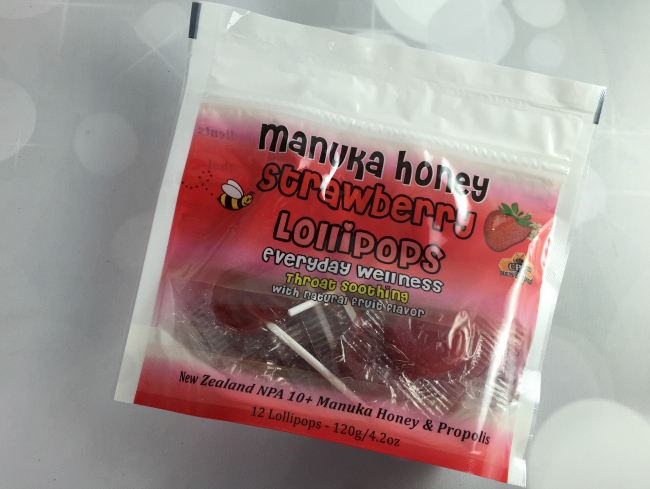 manuka honey
strawberry
LOLLIPOPS
everyday wellness
Throat soothing
with natural fruit flavor
New Zealand NPA 10+ Manuka Honey & Propolis
12 Lollipops - 120g/4.2oz